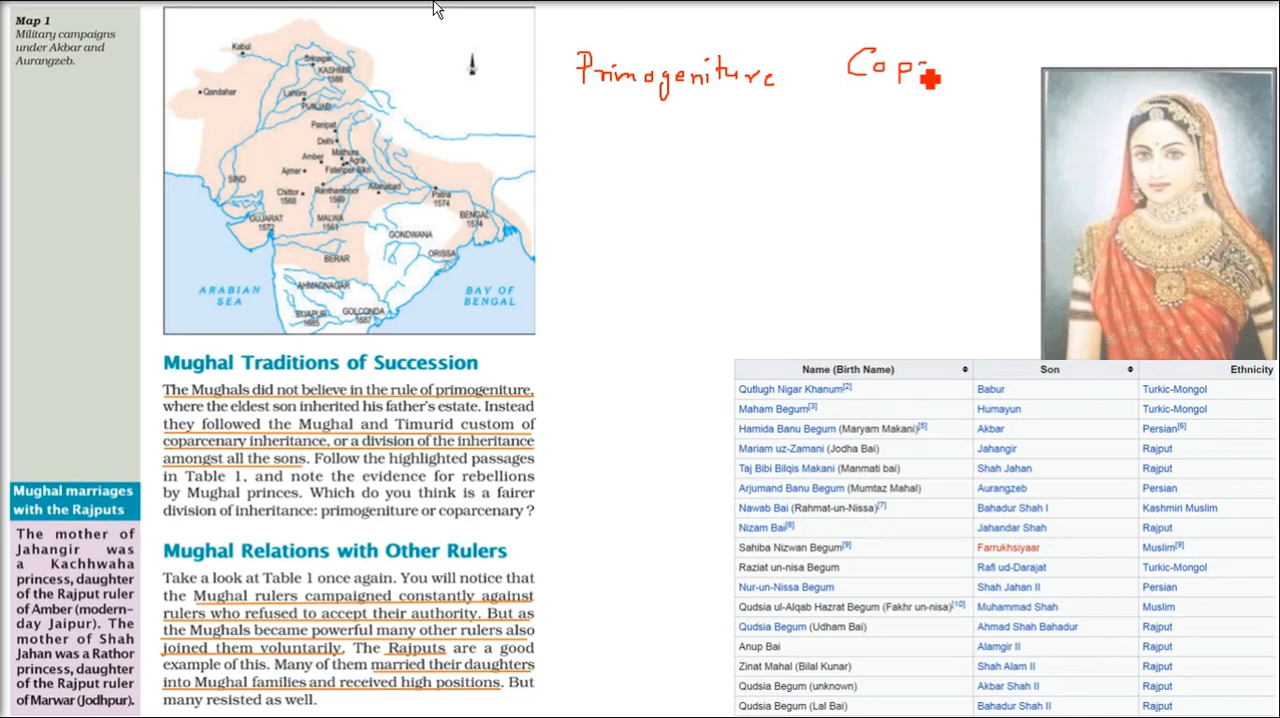 Map 1
Military campaigns
under Akbar and
Aurangzeb.
Kabul
Qandahar
Srinagar
KASHMIR
1586
Lahore
PUNJAB
Panipat
Delhi
Amber
Mathura
Agra
Ajmer
Fatehpur Sikri
SIND
Chittor
1568
Ranthambhor
1569
Allahabad
Patna
1574
GUJARAT
1572
MALWA
1561
BENGAL
1574
GONDWANA
ORISSA
BERAR
AHMADNAGAR
ARABIAN
SEA
BAY OF
BENGAL
BIJAPUR
1685
GOLCONDA
1687
Primogeniture Cop
Mughal Traditions of Succession
The Mughals did not believe in the rule of primogeniture,
where the eldest son inherited his father's estate. Instead
they followed the Mughal and Timurid custom of
coparcenary inheritance, or a division of the inheritance
amongst all the sons. Follow the highlighted passages
in Table 1, and note the evidence for rebellions
by Mughal princes. Which do you think is a fairer
division of inheritance: primogeniture or coparcenary ?
Mughal Relations with Other Rulers
Take a look at Table 1 once again. You will notice that
the Mughal rulers campaigned constantly against
rulers who refused to accept their authority. But as
the Mughals became powerful many other rulers also
joined them voluntarily. The Rajputs are a good
example of this. Many of them married their daughters
into Mughal families and received high positions. But
many resisted as well.
Mughal marriages
with the Rajputs
The mother of
Jahangir was
a Kachhwaha
princess, daughter
of the Rajput ruler
of Amber (modern-
day Jaipur). The
mother of Shah
Jahan was a Rathor
princess, daughter
of the Rajput ruler
of Marwar (Jodhpur).
Name (Birth Name) Son Ethnicity
Qutlugh Nigar Khanum[2] Babur Turkic-Mongol
Maham Begum[3] Humayun Turkic-Mongol
Hamida Banu Begum (Maryam Makani)[5] Akbar Persian[6]
Mariam uz-Zamani (Jodha Bai) Jahangir Rajput
Taj Bibi Bilqis Makani (Manmati bai) Shah Jahan Rajput
Arjumand Banu Begum (Mumtaz Mahal) Aurangzeb Persian
Nawab Bai (Rahmat-un-Nissa)[7] Bahadur Shah I Kashmiri Muslim
Nizam Bai[8] Jahandar Shah Rajput
Sahiba Nizwan Begum[9] Farrukhsiyaar Muslim[9]
Raziat un-nisa Begum Rafi ud-Darajat Turkic-Mongol
Nur-un-Nissa Begum Shah Jahan II Persian
Qudsia ul-Alqab Hazrat Begum (Fakhr un-nisa)[10] Muhammad Shah Muslim
Qudsia Begum (Udham Bai) Ahmad Shah Bahadur Rajput
Anup Bai Alamgir II Rajput
Zinat Mahal (Bilal Kunar) Shah Alam II Rajput
Qudsia Begum (unknown) Akbar Shah II Rajput
Qudsia Begum (Lal Bai) Bahadur Shah II Rajput